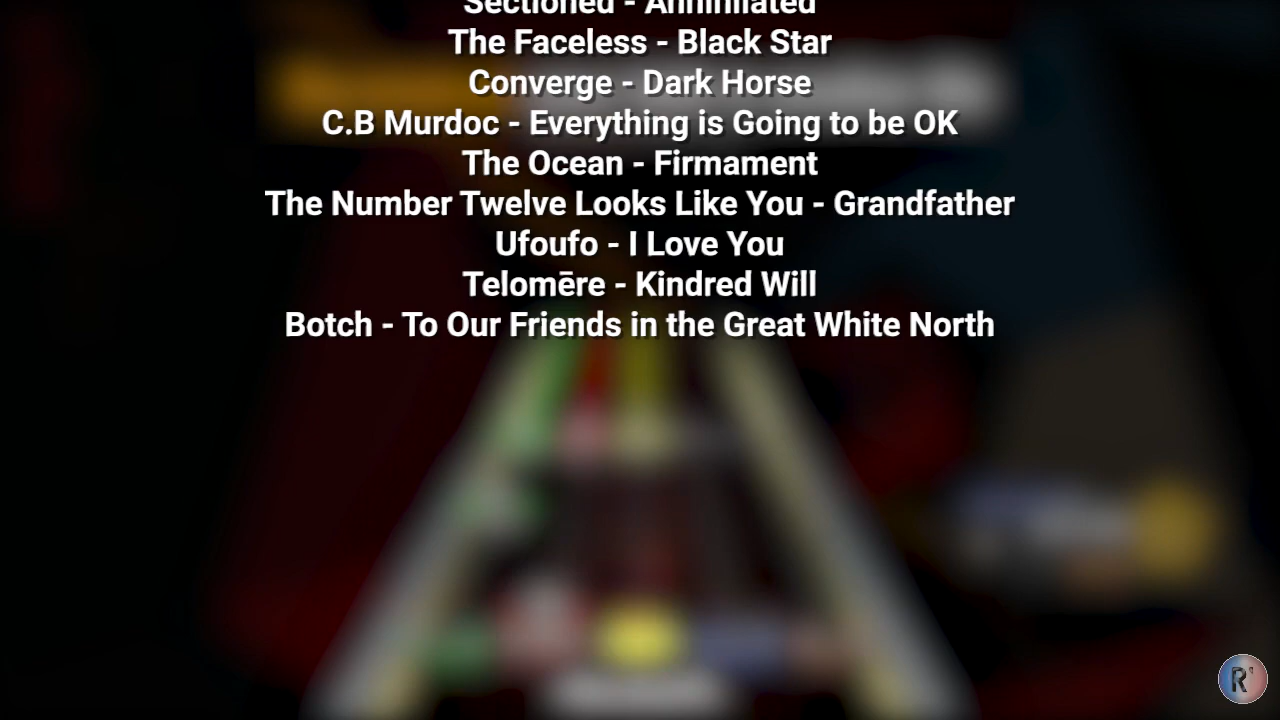 Sectioned - Annihilated
The Faceless - Black Star
Converge - Dark Horse
C.B Murdoc - Everything is Going to be OK
The Ocean - Firmament
The Number Twelve Looks Like You - Grandfather
Ufoufo - I Love You
Telomēre - Kindred Will
Botch - To Our Friends in the Great White North
R'